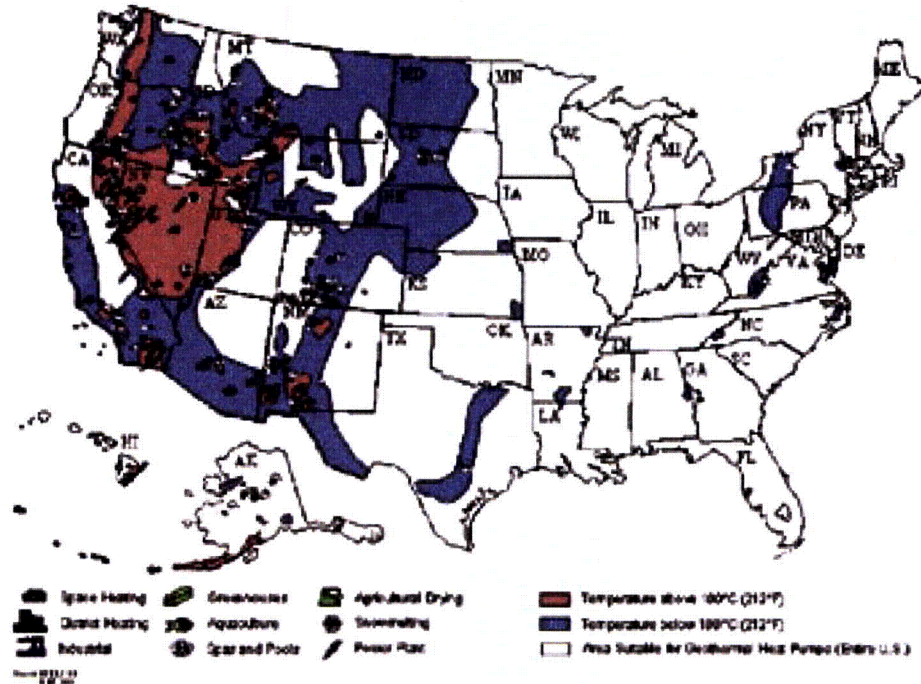 WA
MT
ND
MN
ME
OR
VT
NY
WI
MI
RI
CA
NV
IA
PA
NE
IL
IN
OH
CO
DE
WV
VA
MO
KS
KY
AZ
NM
NC
TX
OK
AR
TN
SC
MS
AL
GA
LA
HI
AK
FL
Space Heating
Greenhouses
Agricultural Drying
Temperature above 100°C (212°F)
District Heating
Aquaculture
Snowmelting
Temperature below 100°C (212°F)
Industrial
Spas and Pools
Power Plant
Area Suitable for Geothermal Heat Pumps (Entire U.S.)